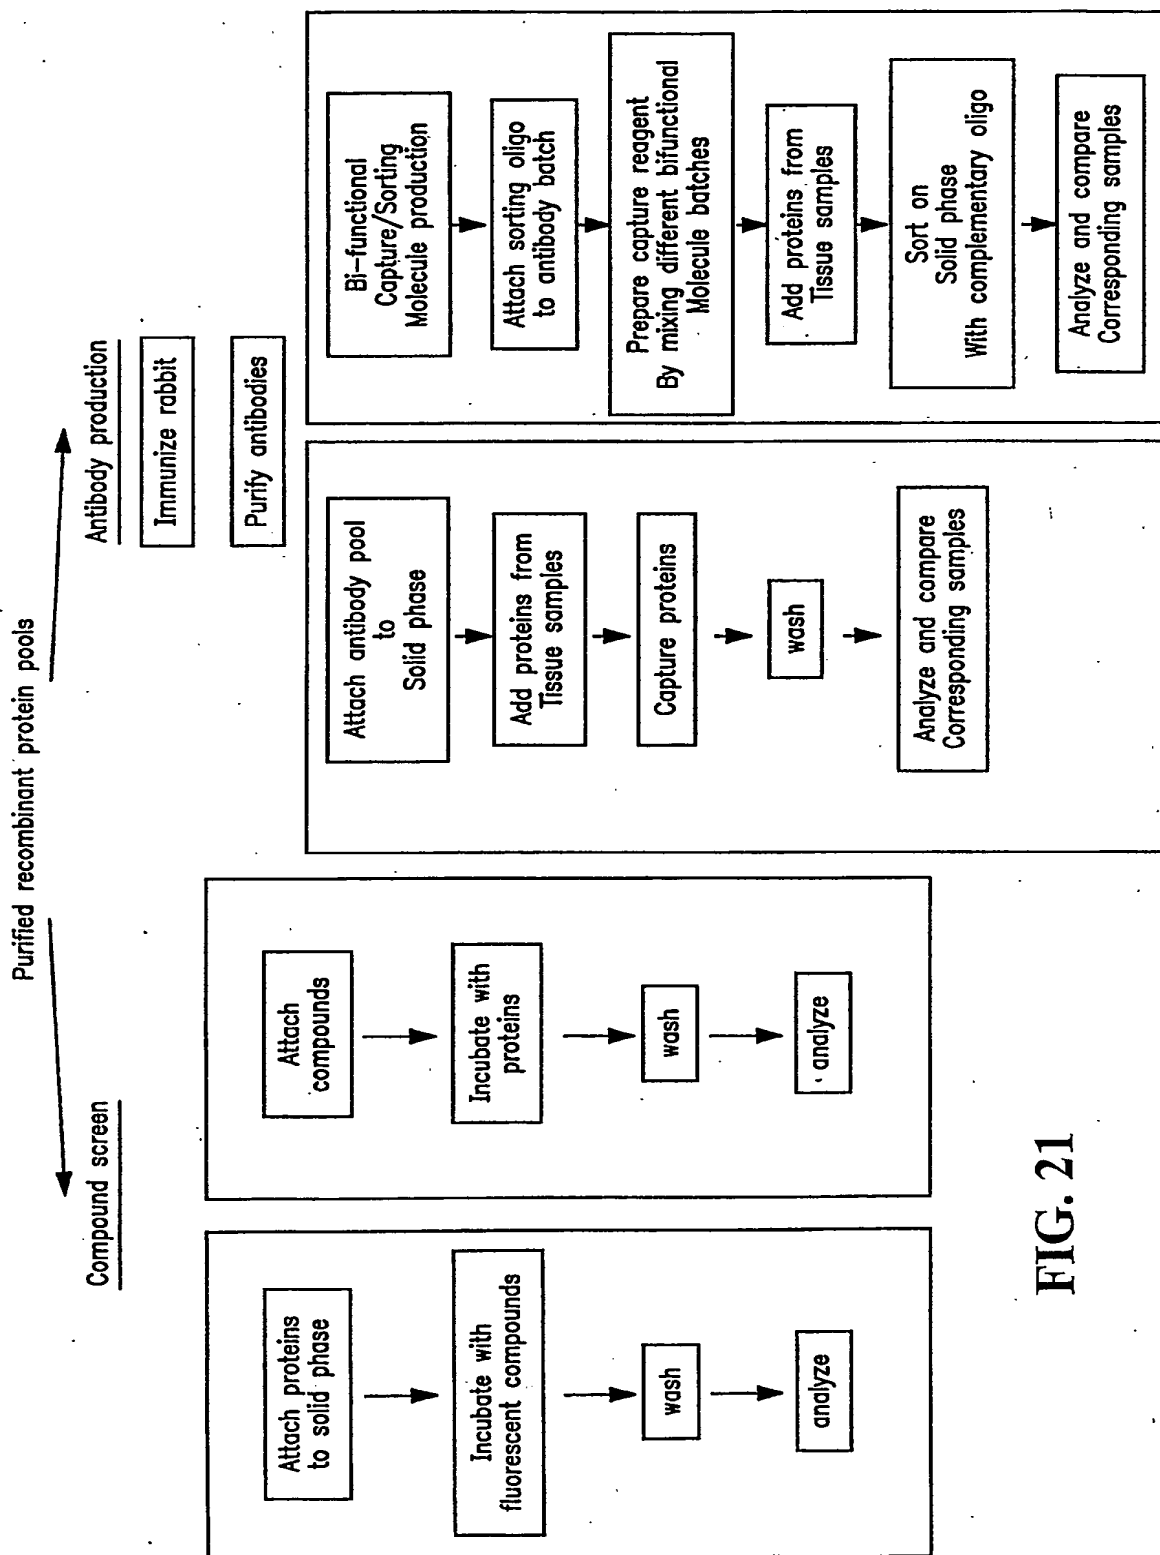 Purified recombinant protein pools
Compound screen
Attach proteins
to solid phase
Incubate with
fluorescent compounds
wash
analyze
Attach
compounds
Incubate with
proteins
wash
analyze
Antibody production
Immunize rabbit
Purify antibodies
Attach antibody pool
to
Solid phase
Add proteins from
Tissue samples
Capture proteins
wash
Analyze and compare
Corresponding samples
Bi-functional
Capture/Sorting
Molecule production
Attach sorting oligo
to antibody batch
Prepare capture reagent
By mixing different bifunctional
Molecule batches
Add proteins from
Tissue samples
Sort on
Solid phase
With complementary oligo
Analyze and compare
Corresponding samples
FIG. 21